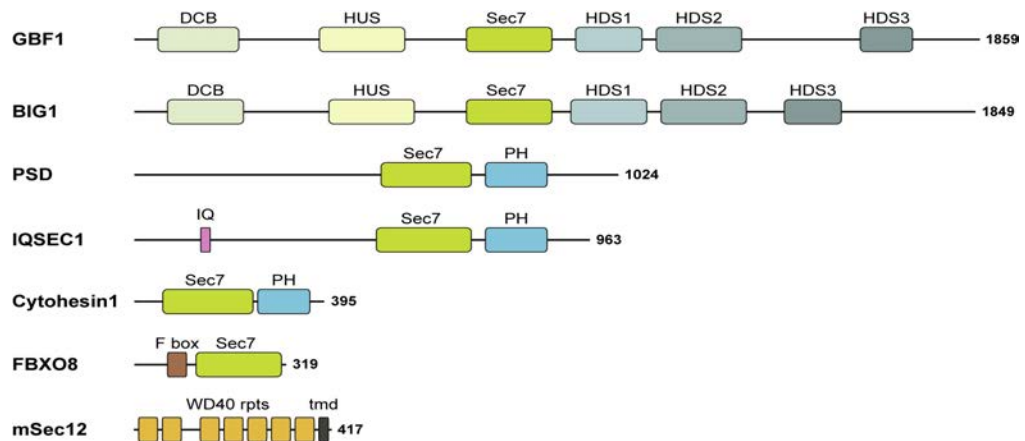 DCB HUS Sec7 HDS1 HDS2 HDS3
GBF1 1859
DCB HUS Sec7 HDS1 HDS2 HDS3
BIG1 1849
Sec7 PH
PSD 1024
IQ Sec7 PH
IQSEC1 963
Sec7 PH
Cytohesin1 395
F box Sec7
FBXO8 319
WD40 rpts tmd
mSec12 417